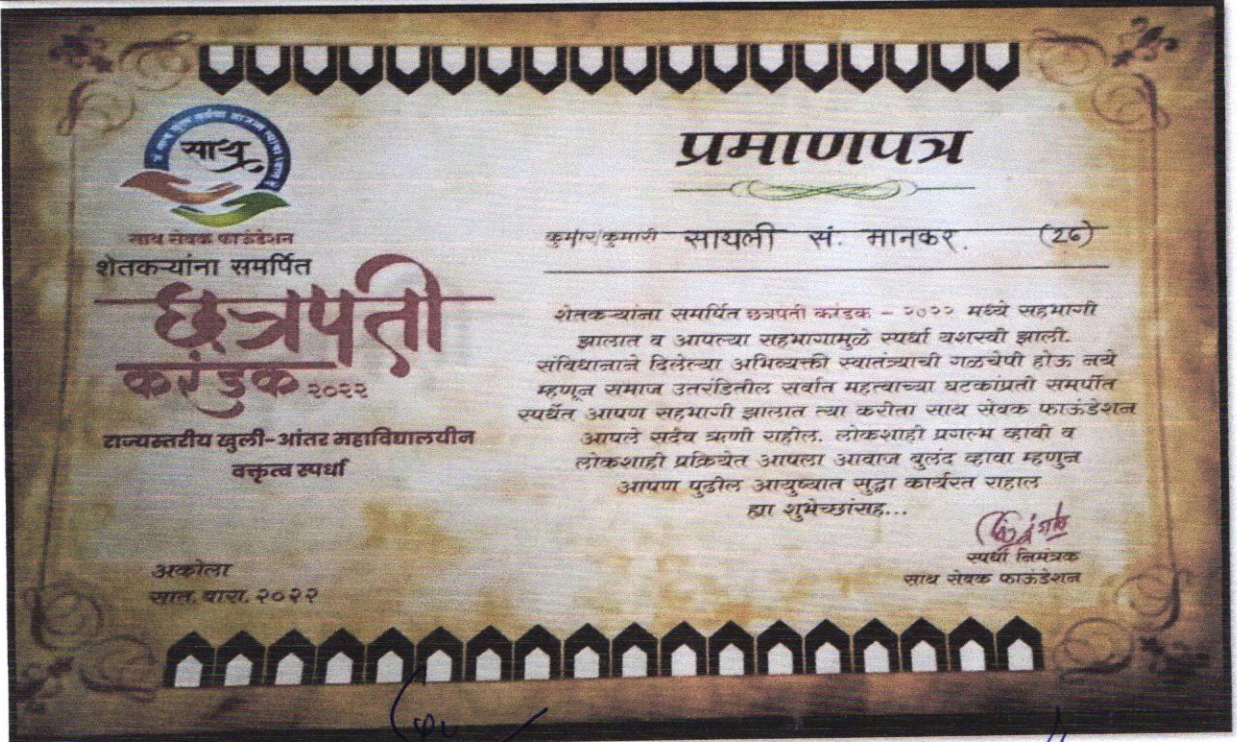 साथ
साथ सेवक फाऊंडेशन
शेतकऱ्यांना समर्पित
छत्रपती
करंडक २०२२
राज्यस्तरीय खुली-आंतर महाविद्यालयीन
वक्तृत्व स्पर्धा
अकोला
सात. बारा. २०२२
प्रमाणपत्र
कुमार/कुमारी सायली सं. मानकर. (26)
शेतकऱ्यांना समर्पित छत्रपती करंडक - २०२२ मध्ये सहभागी
झालात व आपल्या सहभागामुळे स्पर्धा यशस्वी झाली.
संविधानाने दिलेल्या अभिव्यक्ती स्वातंत्र्याची गळचेपी होऊ नये
म्हणून समाज उतरंडितील सर्वात महत्वाच्या घटकांप्रती समर्पीत
स्पर्धेत आपण सहभागी झालात त्या करीता साथ सेवक फाऊंडेशन
आपले सदैव ऋणी राहील. लोकशाही प्रगल्भ व्हावी व
लोकशाही प्रक्रियेत आपला आवाज बुलंद व्हावा म्हणुन
आपण पुढील आयुष्यात सुद्धा कार्यरत राहाल
ह्या शुभेच्छांसह...
स्पर्धा निमंत्रक
साथ सेवक फाऊंडेशन